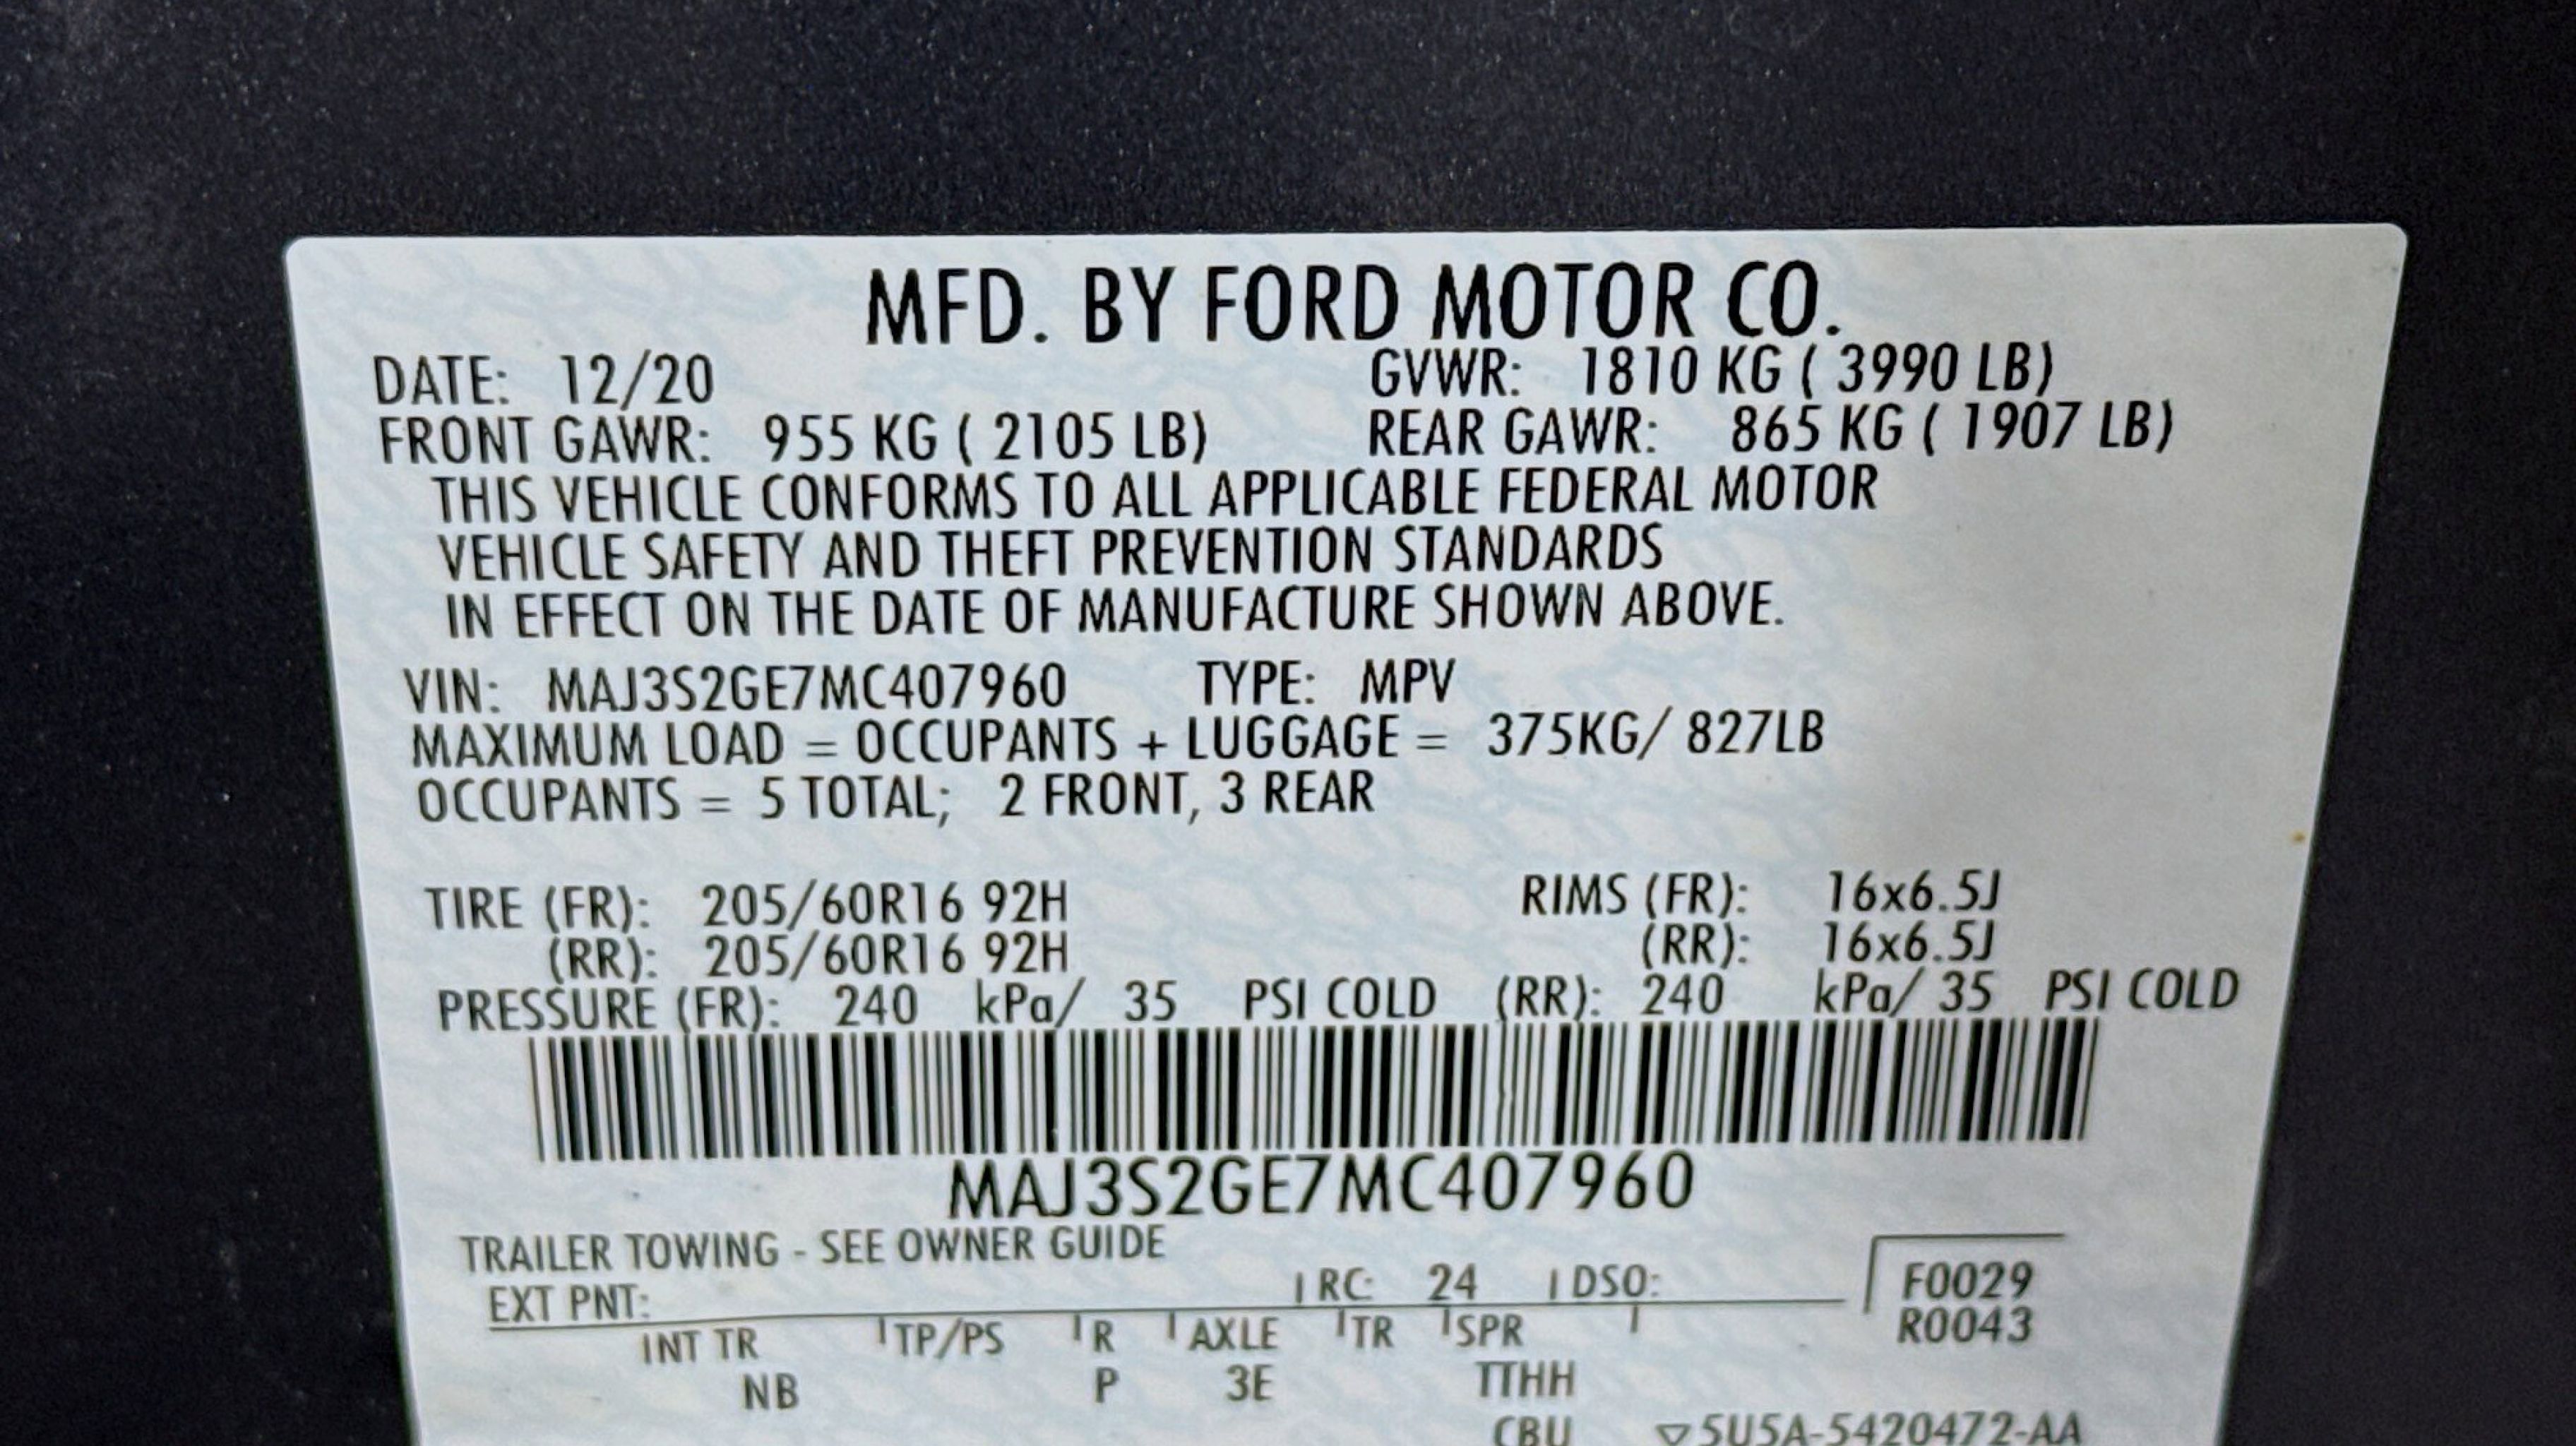 MFD. BY FORD MOTOR CO.
DATE: 12/20 GVWR: 1810 KG ( 3990 LB)
FRONT GAWR: 955 KG ( 2105 LB) REAR GAWR: 865 KG ( 1907 LB)
THIS VEHICLE CONFORMS TO ALL APPLICABLE FEDERAL MOTOR
VEHICLE SAFETY AND THEFT PREVENTION STANDARDS
IN EFFECT ON THE DATE OF MANUFACTURE SHOWN ABOVE.
VIN: MAJ3S2GE7MC407960 TYPE: MPV
MAXIMUM LOAD = OCCUPANTS + LUGGAGE = 375KG/ 827LB
OCCUPANTS = 5 TOTAL; 2 FRONT, 3 REAR
TIRE (FR): 205/60R16 92H RIMS (FR): 16x6.5J
(RR): 205/60R16 92H (RR): 16x6.5J
PRESSURE (FR): 240 kPa/ 35 PSI COLD (RR): 240 kPa/ 35 PSI COLD
MAJ3S2GE7MC407960
TRAILER TOWING - SEE OWNER GUIDE
EXT PNT: RC: 24 DSO: F0029
R0043
INT TR TP/PS R AXLE TR SPR
NB P 3E TTHH
CBU ▽5U5A-5420472-AA